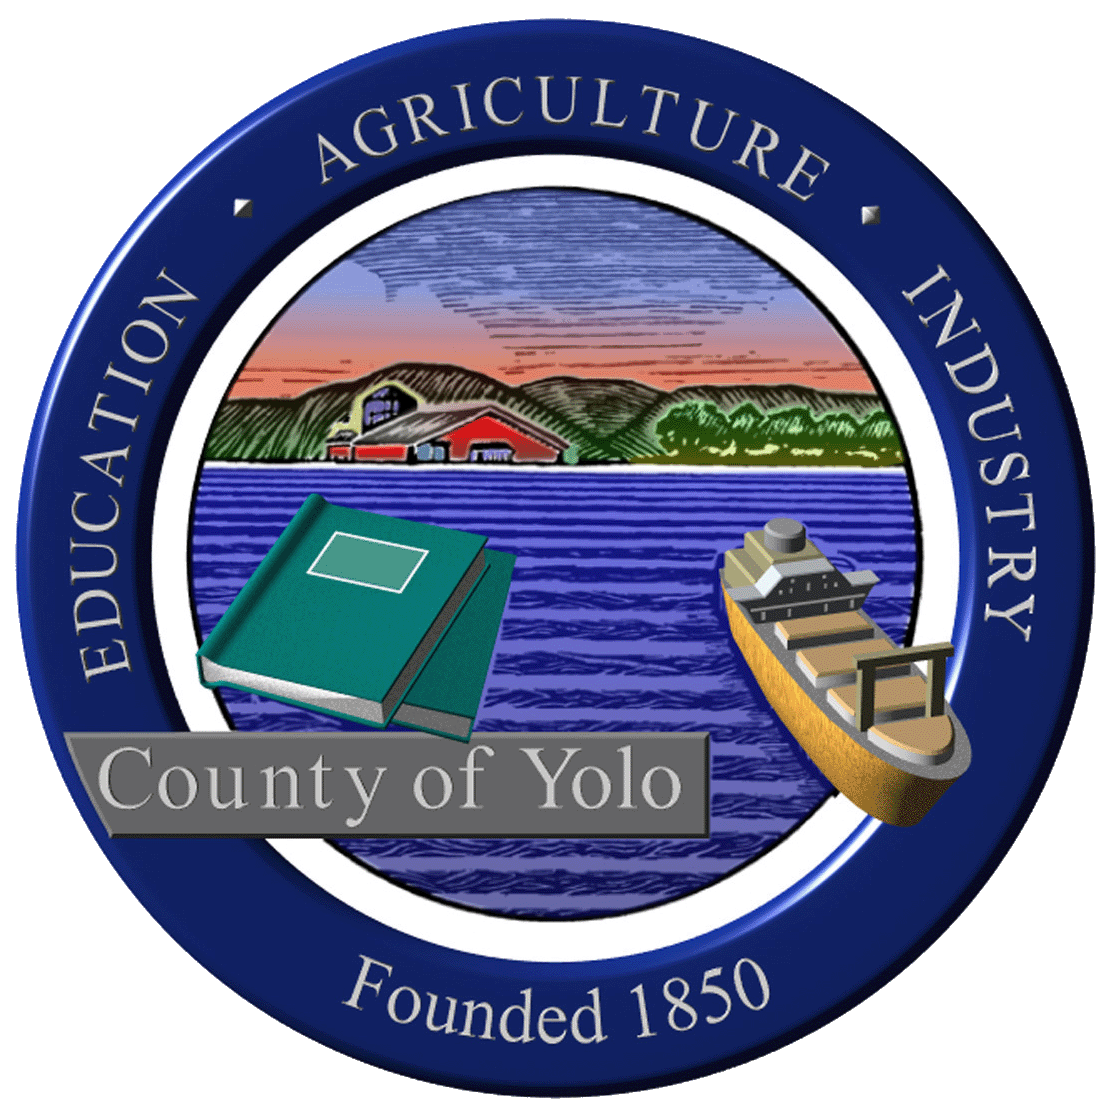 EDUCATION · AGRICULTURE · INDUSTRY
County of Yolo
Founded 1850